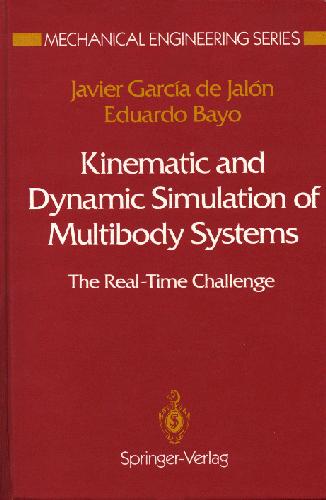 MECHANICAL ENGINEERING SERIES
Javier García de Jalón
Eduardo Bayo
Kinematic and
Dynamic Simulation of
Multibody Systems
The Real-Time Challenge
Springer-Verlag